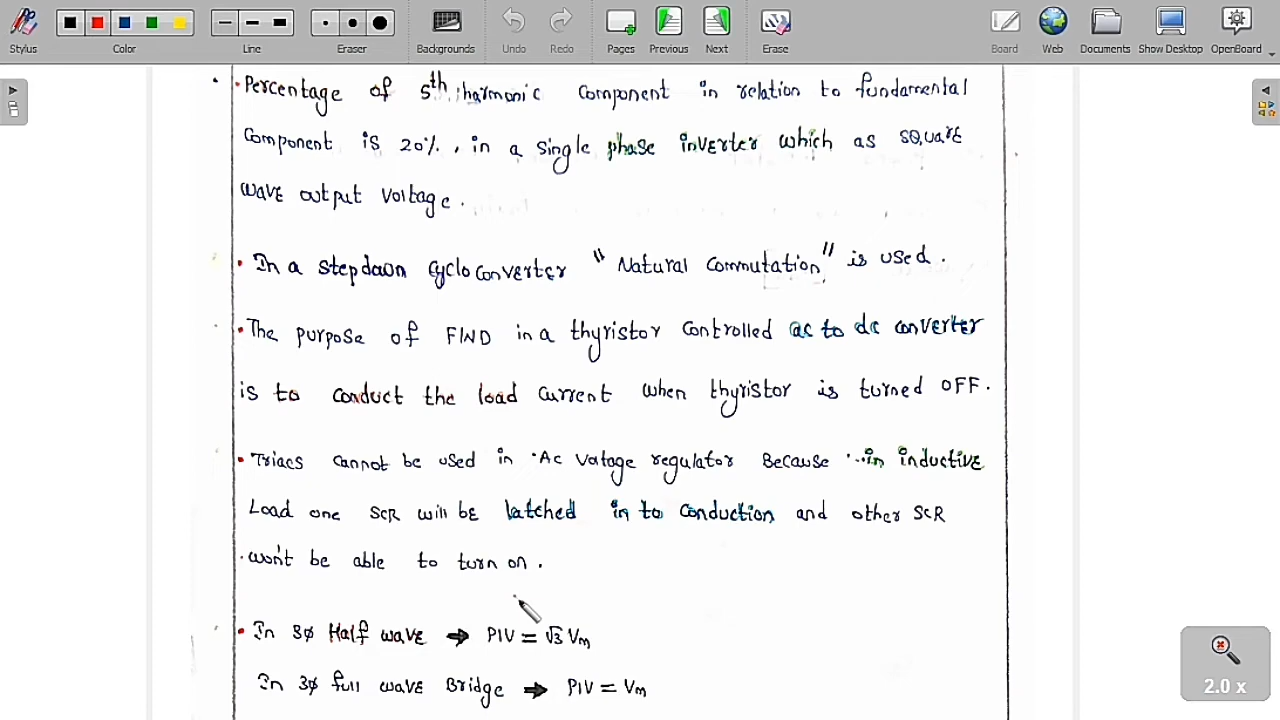 Stylus
Color
Line
Eraser
Backgrounds
Undo
Redo
Pages
Previous
Next
Erase
Board
Web
Documents
Show Desktop
OpenBoard
• Percentage of 5th harmonic component in relation to fundamental
component is 20%, in a single phase inverter which as square
wave output voltage.
• In a stepdown cycloconverter "Natural Commutation" is used.
• The purpose of FWD in a thyristor controlled ac to dc converter
is to conduct the load current when thyristor is turned OFF.
• Triacs cannot be used in Ac Voltage regulator Because in inductive
Load one SCR will be latched in to conduction and other SCR
won't be able to turn on.
• In 3φ Half wave → PIV = √3 Vm
In 3φ full wave Bridge → PIV = Vm
2.0 x